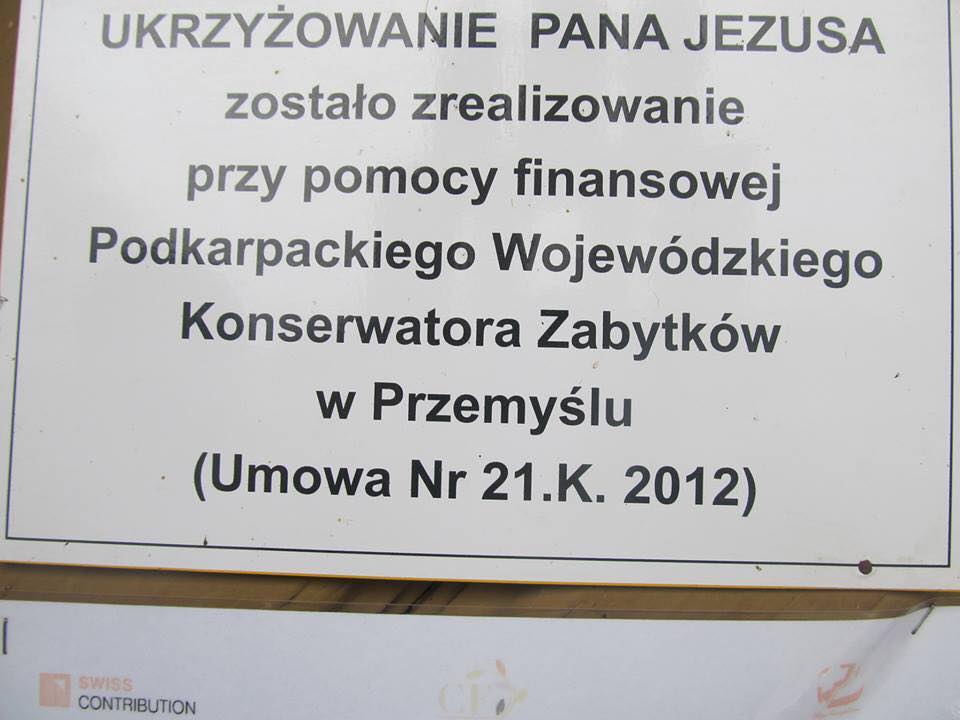 UKRZYŻOWANIE PANA JEZUSA
zostało zrealizowanie
przy pomocy finansowej
Podkarpackiego Wojewódzkiego
Konserwatora Zabytków
w Przemyślu
(Umowa Nr 21.K. 2012)
SWISS
CONTRIBUTION